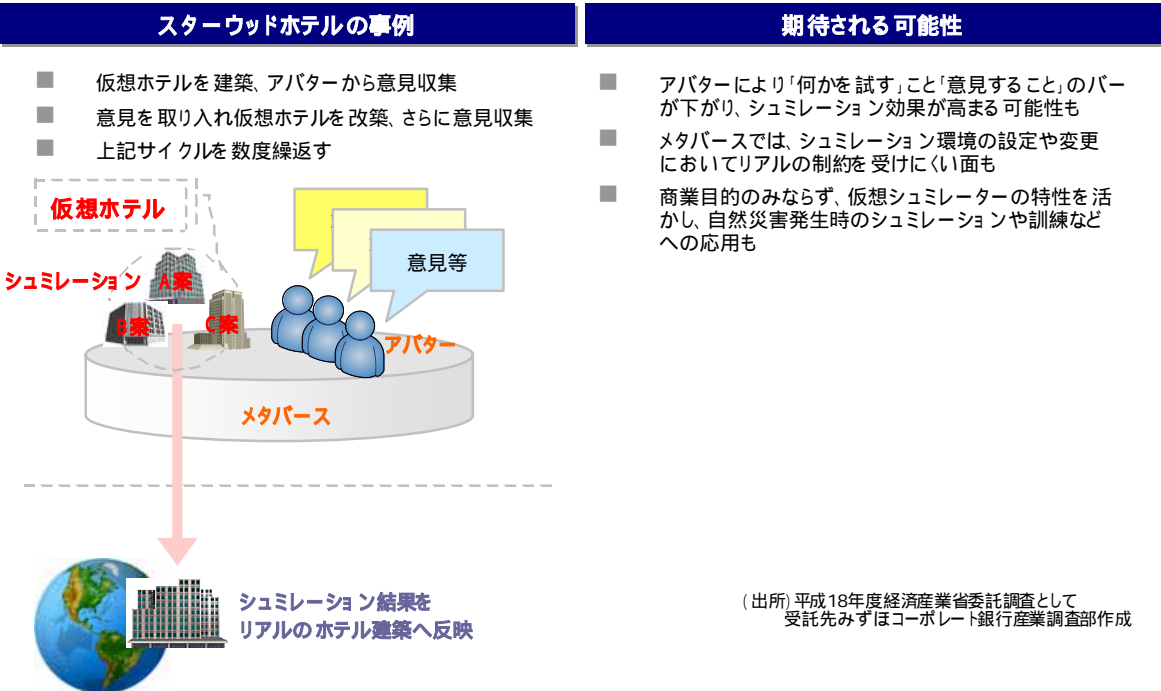 スターウッドホテルの事例
仮想ホテルを建築、アバターから意見収集
意見を取り入れ仮想ホテルを改築、さらに意見収集
上記サイクルを数度繰返す
仮想ホテル
シュミレーション
A案
B案
C案
意見等
アバター
メタバース
シュミレーション結果を
リアルのホテル建築へ反映
期待される可能性
アバターにより「何かを試す」こと「意見すること」のバー
が下がり、シュミレーション効果が高まる可能性も
メタバースでは、シュミレーション環境の設定や変更
においてリアルの制約を受けにくい面も
商業目的のみならず、仮想シュミレーターの特性を活
かし、自然災害発生時のシュミレーションや訓練など
への応用も
(出所)平成18年度経済産業省委託調査として
受託先みずほコーポレート銀行産業調査部作成